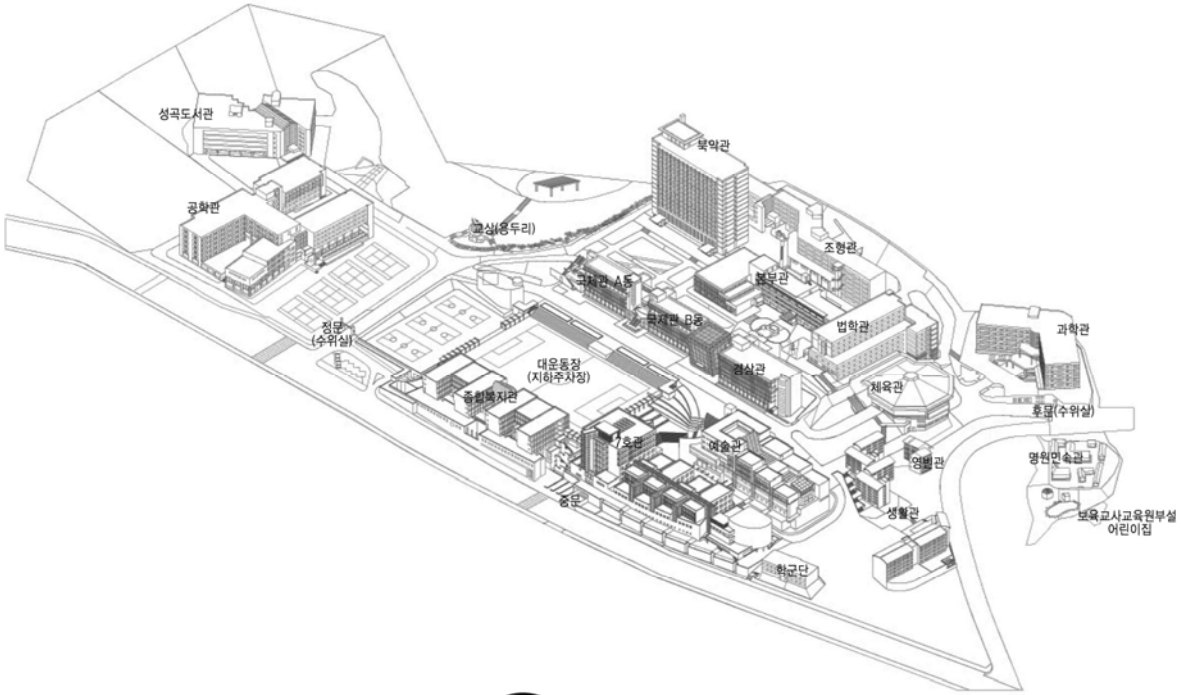 성곡도서관
북악관
공학관
교상(용두리)
조형관
국제관 A동
본부관
국제관 B동
법학관
과학관
정문
(수위실)
대운동장
(지하주차장)
경상관
체육관
종합복지관
후문(수위실)
7호관
예술관
영빈관
명원민속관
중문
생활관
보육교사교육원부설
어린이집
학군단